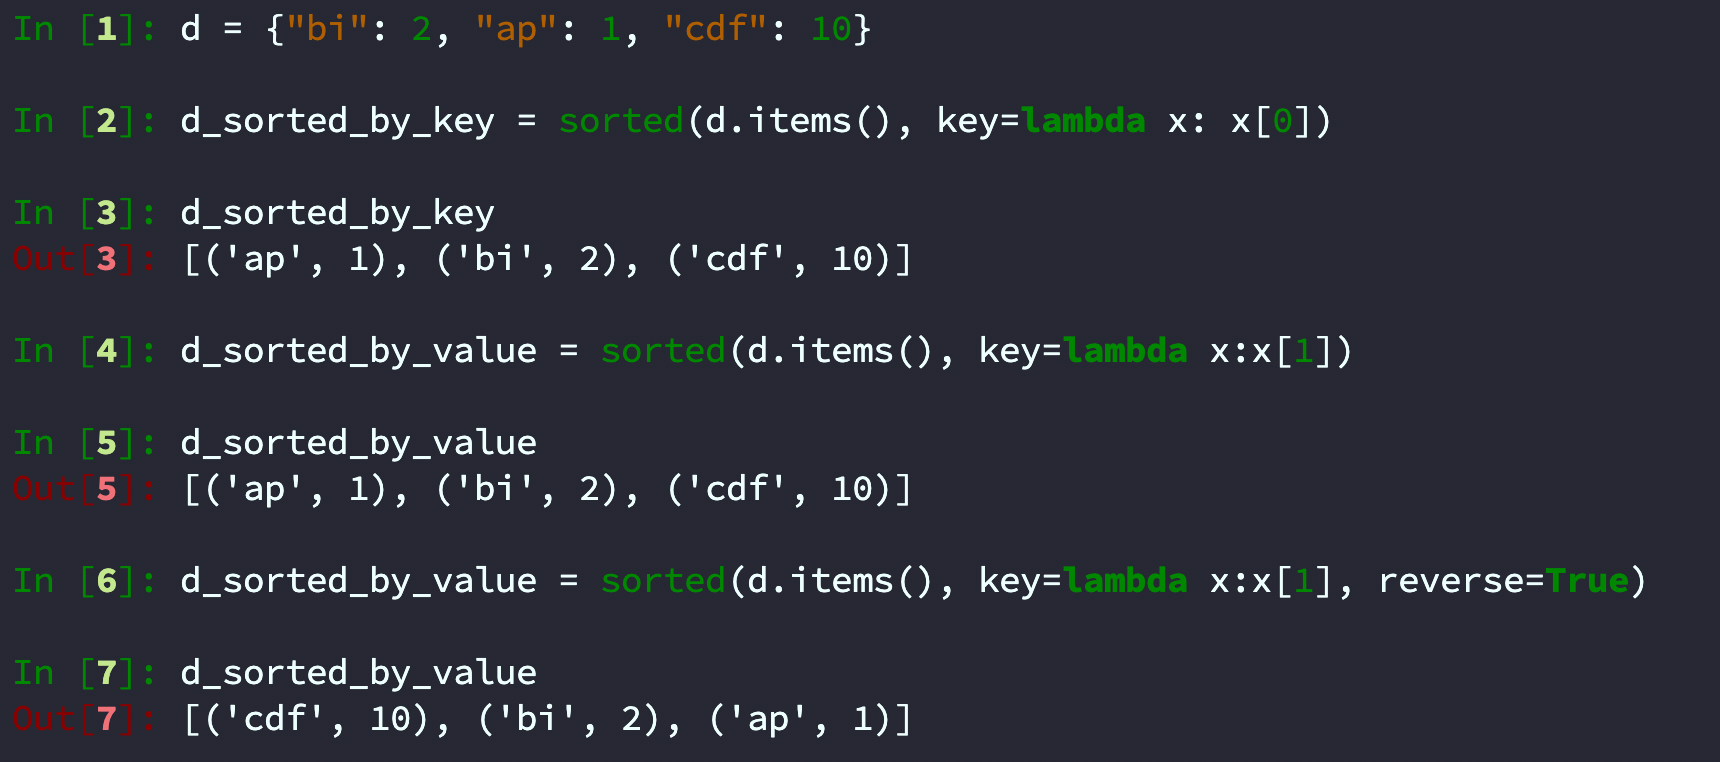 In [1]: d = {"bi": 2, "ap": 1, "cdf": 10}
In [2]: d_sorted_by_key = sorted(d.items(), key=lambda x: x[0])
In [3]: d_sorted_by_key
Out[3]: [('ap', 1), ('bi', 2), ('cdf', 10)]
In [4]: d_sorted_by_value = sorted(d.items(), key=lambda x:x[1])
In [5]: d_sorted_by_value
Out[5]: [('ap', 1), ('bi', 2), ('cdf', 10)]
In [6]: d_sorted_by_value = sorted(d.items(), key=lambda x:x[1], reverse=True)
In [7]: d_sorted_by_value
Out[7]: [('cdf', 10), ('bi', 2), ('ap', 1)]